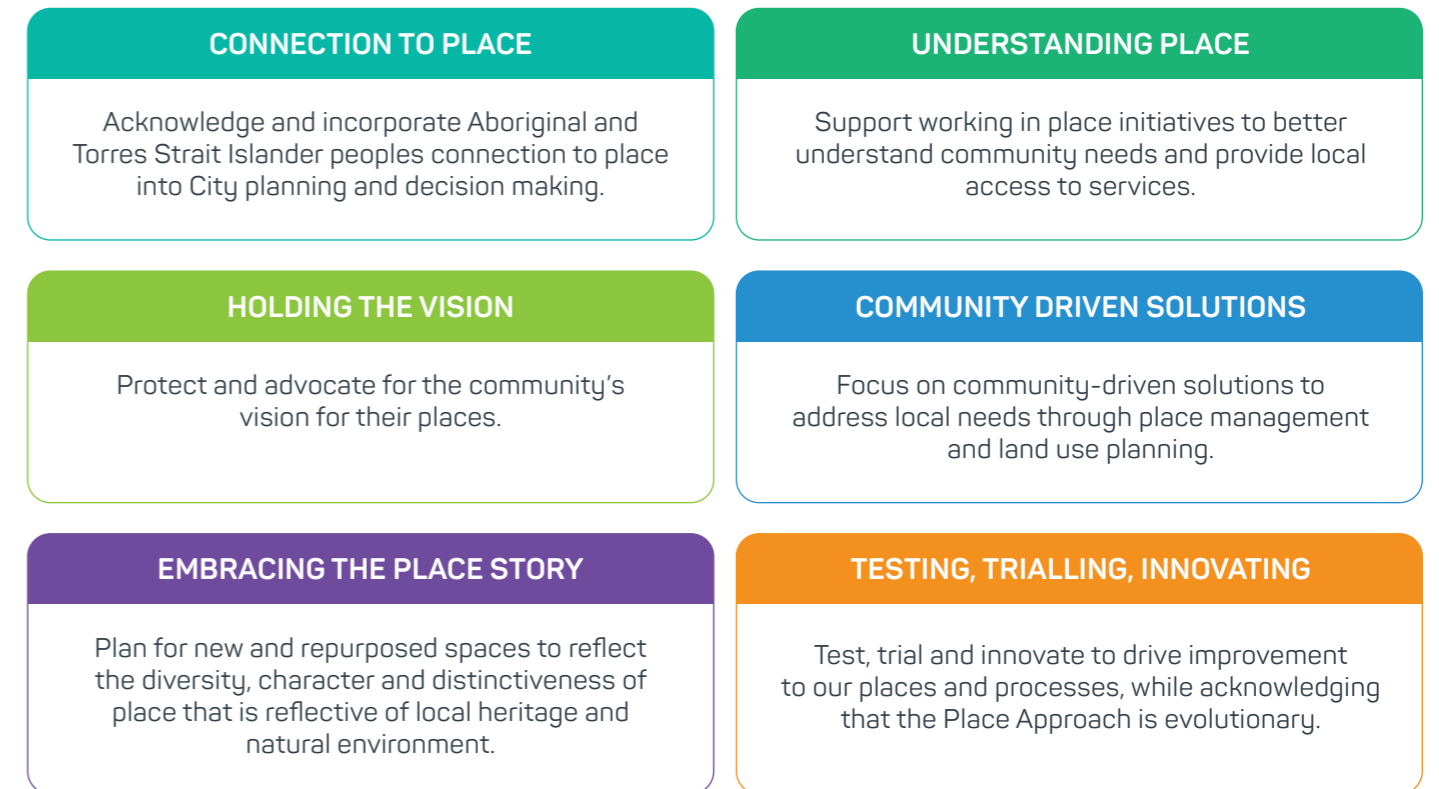 CONNECTION TO PLACE
Acknowledge and incorporate Aboriginal and
Torres Strait Islander peoples connection to place
into City planning and decision making.
UNDERSTANDING PLACE
Support working in place initiatives to better
understand community needs and provide local
access to services.
HOLDING THE VISION
Protect and advocate for the community’s
vision for their places.
COMMUNITY DRIVEN SOLUTIONS
Focus on community-driven solutions to
address local needs through place management
and land use planning.
EMBRACING THE PLACE STORY
Plan for new and repurposed spaces to reflect
the diversity, character and distinctiveness of
place that is reflective of local heritage and
natural environment.
TESTING, TRIALLING, INNOVATING
Test, trial and innovate to drive improvement
to our places and processes, while acknowledging
that the Place Approach is evolutionary.